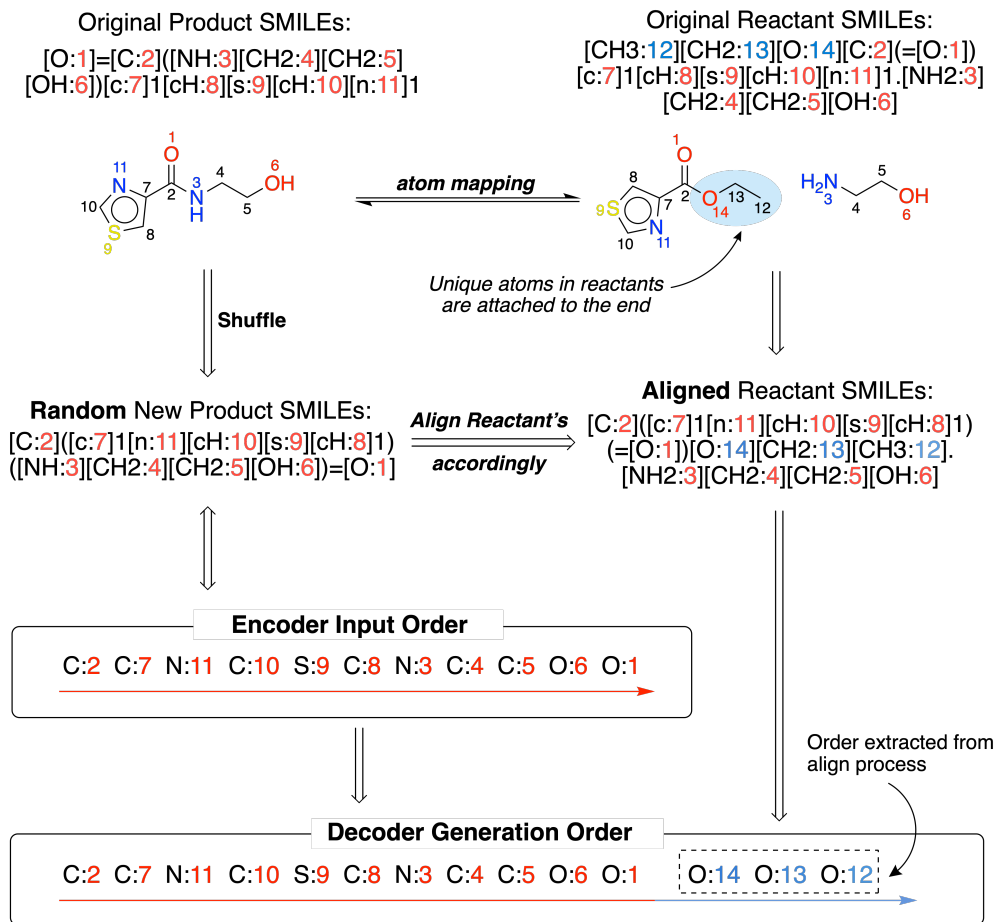 Original Product SMILEs:
[O:1]=[C:2]([NH:3][CH2:4][CH2:5]
[OH:6])[c:7]1[cH:8][s:9][cH:10][n:11]1
Original Reactant SMILEs:
[CH3:12][CH2:13][O:14][C:2](=[O:1])
[c:7]1[cH:8][s:9][cH:10][n:11]1.[NH2:3]
[CH2:4][CH2:5][OH:6]
1
O
11
N
7
2
3
N
H
4
5
6
OH
10
S
9
8
atom mapping
1
O
8
7
2
O
14
13
12
9
S
10
N
11
H2N
3
4
5
OH
6
Unique atoms in reactants
are attached to the end
Shuffle
Random New Product SMILEs:
[C:2]([c:7]1[n:11][cH:10][s:9][cH:8]1)
([NH:3][CH2:4][CH2:5][OH:6])=[O:1]
Align Reactant's
accordingly
Aligned Reactant SMILEs:
[C:2]([c:7]1[n:11][cH:10][s:9][cH:8]1)
(=[O:1])[O:14][CH2:13][CH3:12].
[NH2:3][CH2:4][CH2:5][OH:6]
Encoder Input Order
C:2 C:7 N:11 C:10 S:9 C:8 N:3 C:4 C:5 O:6 O:1
Order extracted from
align process
Decoder Generation Order
C:2 C:7 N:11 C:10 S:9 C:8 N:3 C:4 C:5 O:6 O:1 O:14 O:13 O:12